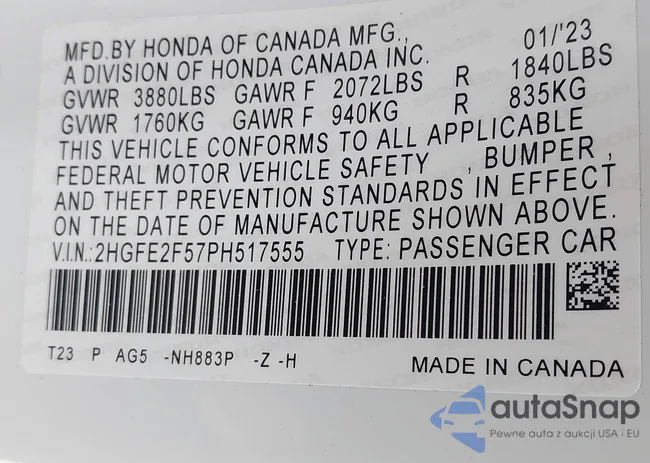 MFD.BY HONDA OF CANADA MFG., 01/'23
A DIVISION OF HONDA CANADA INC.
GVWR 3880LBS GAWR F 2072LBS R 1840LBS
GVWR 1760KG GAWR F 940KG R 835KG
THIS VEHICLE CONFORMS TO ALL APPLICABLE
FEDERAL MOTOR VEHICLE SAFETY , BUMPER ,
AND THEFT PREVENTION STANDARDS IN EFFECT
ON THE DATE OF MANUFACTURE SHOWN ABOVE.
V.I.N.:2HGFE2F57PH517555 TYPE: PASSENGER CAR
T23 P AG5 -NH883P -Z -H MADE IN CANADA
autaSnap
Pewne auta z aukcji USA i EU